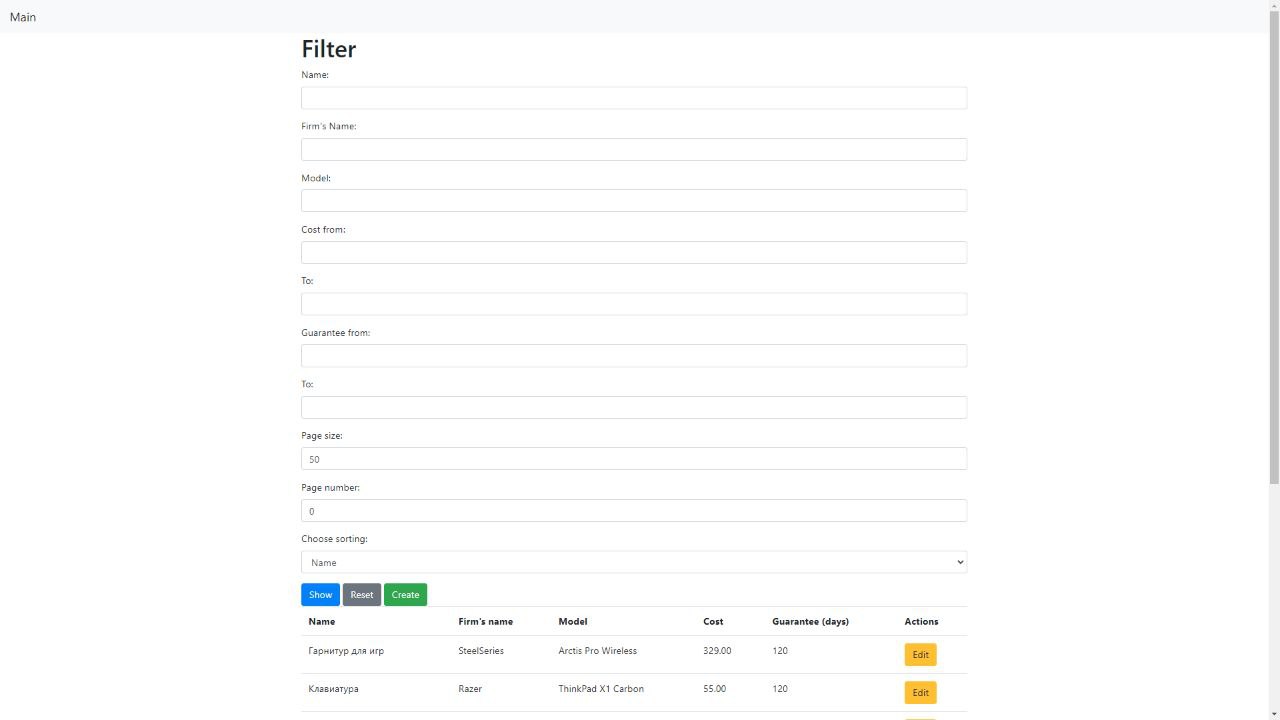 Main
Filter
Name:
Firm's Name:
Model:
Cost from:
To:
Guarantee from:
To:
Page size:
50
Page number:
0
Choose sorting:
Name
Show Reset Create
Name Firm's name Model Cost Guarantee (days) Actions
Гарнитур для игр SteelSeries Arctis Pro Wireless 329.00 120 Edit
Клавиатура Razer ThinkPad X1 Carbon 55.00 120 Edit